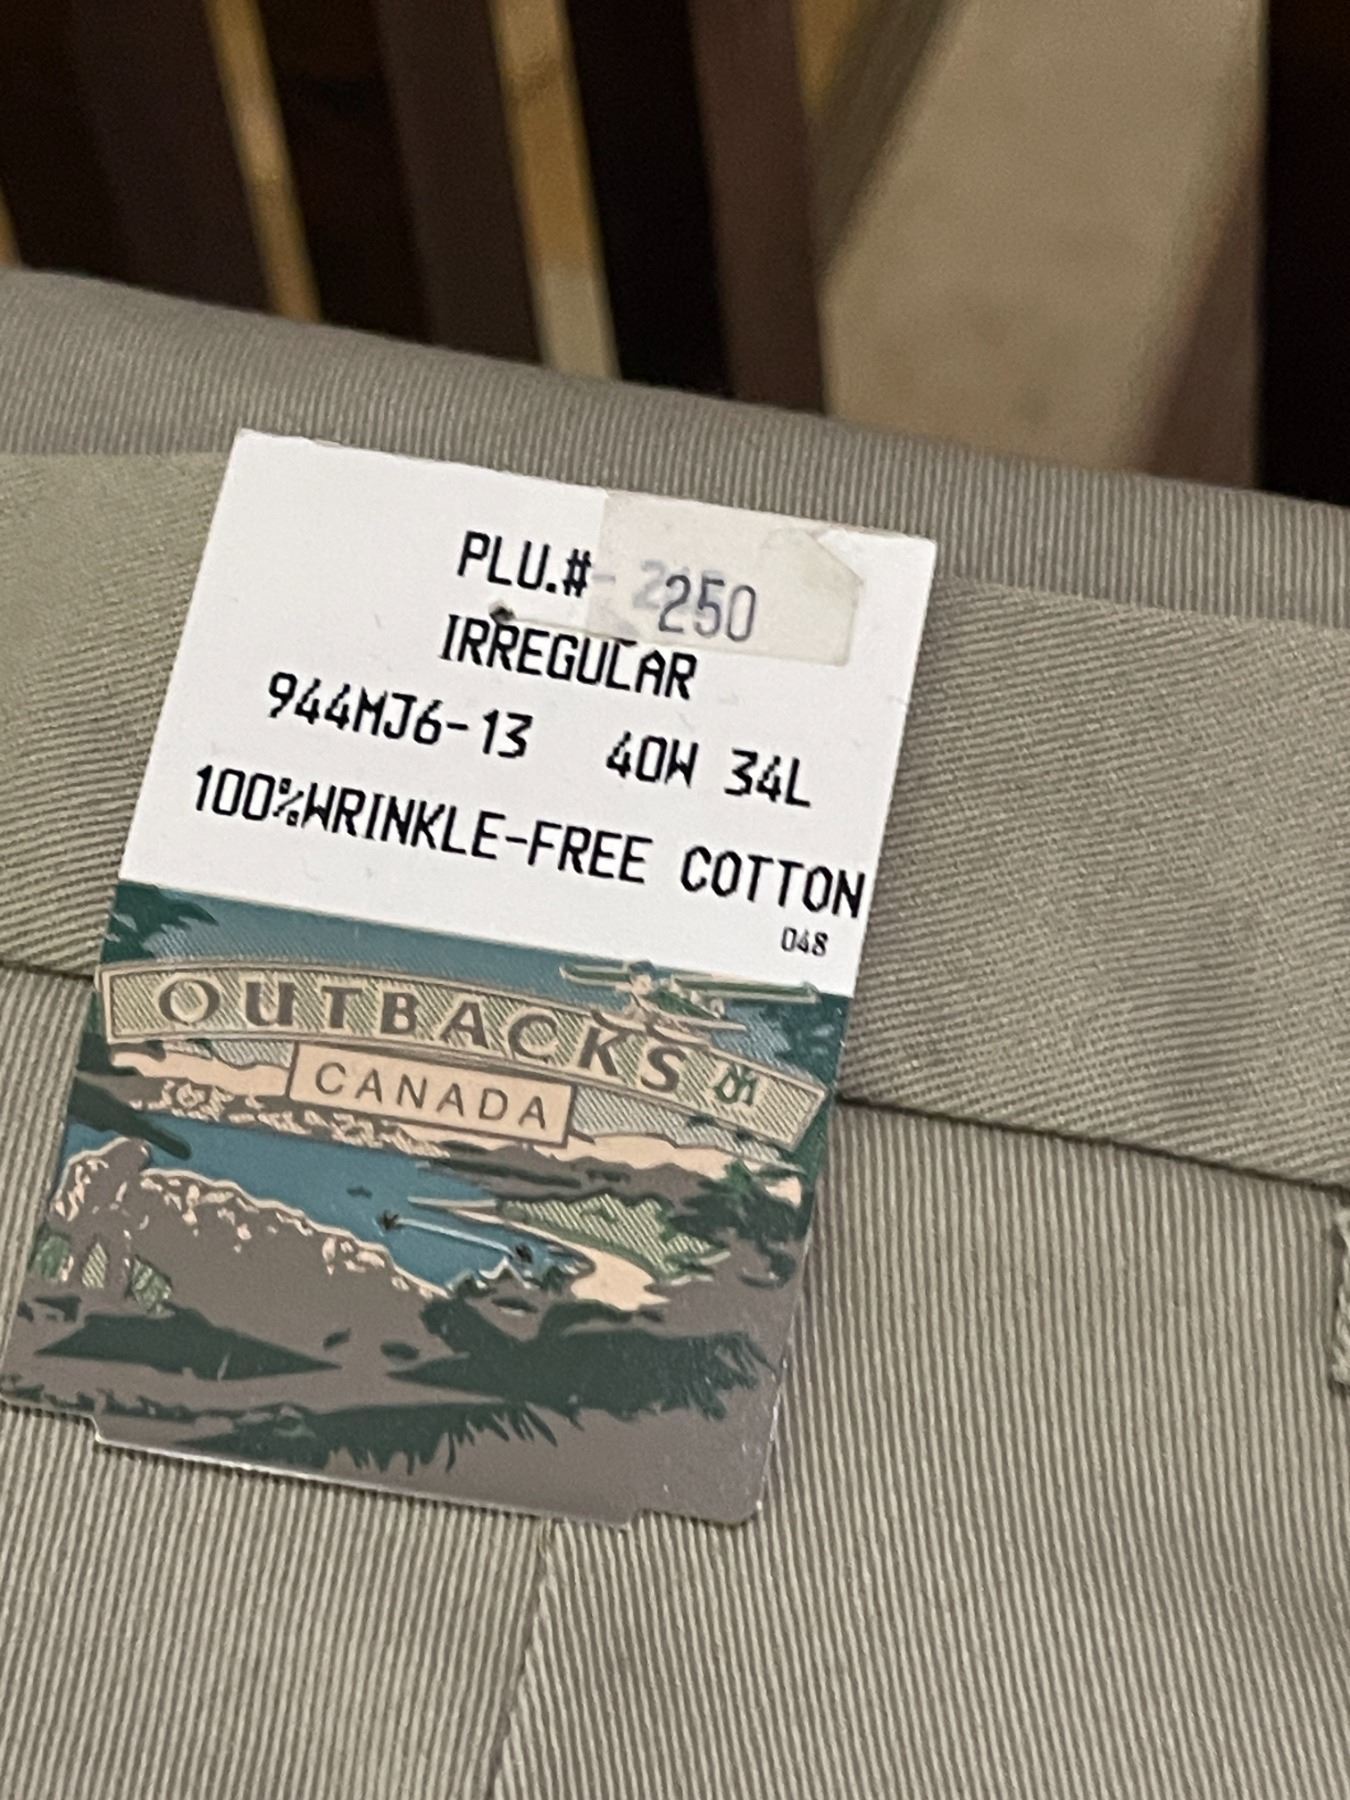 PLU.#- 250
IRREGULAR
944MJ6-13 40W 34L
100%WRINKLE-FREE COTTON
048
OUTBACKS
CANADA